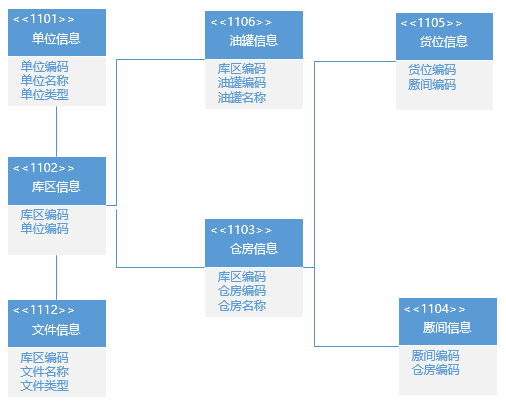 <<1101>>
单位信息
单位编码
单位名称
单位类型
<<1102>>
库区信息
库区编码
单位编码
<<1112>>
文件信息
库区编码
文件名称
文件类型
<<1106>>
油罐信息
库区编码
油罐编码
油罐名称
<<1103>>
仓房信息
库区编码
仓房编码
仓房名称
<<1105>>
货位信息
货位编码
廒间编码
<<1104>>
廒间信息
廒间编码
仓房编码